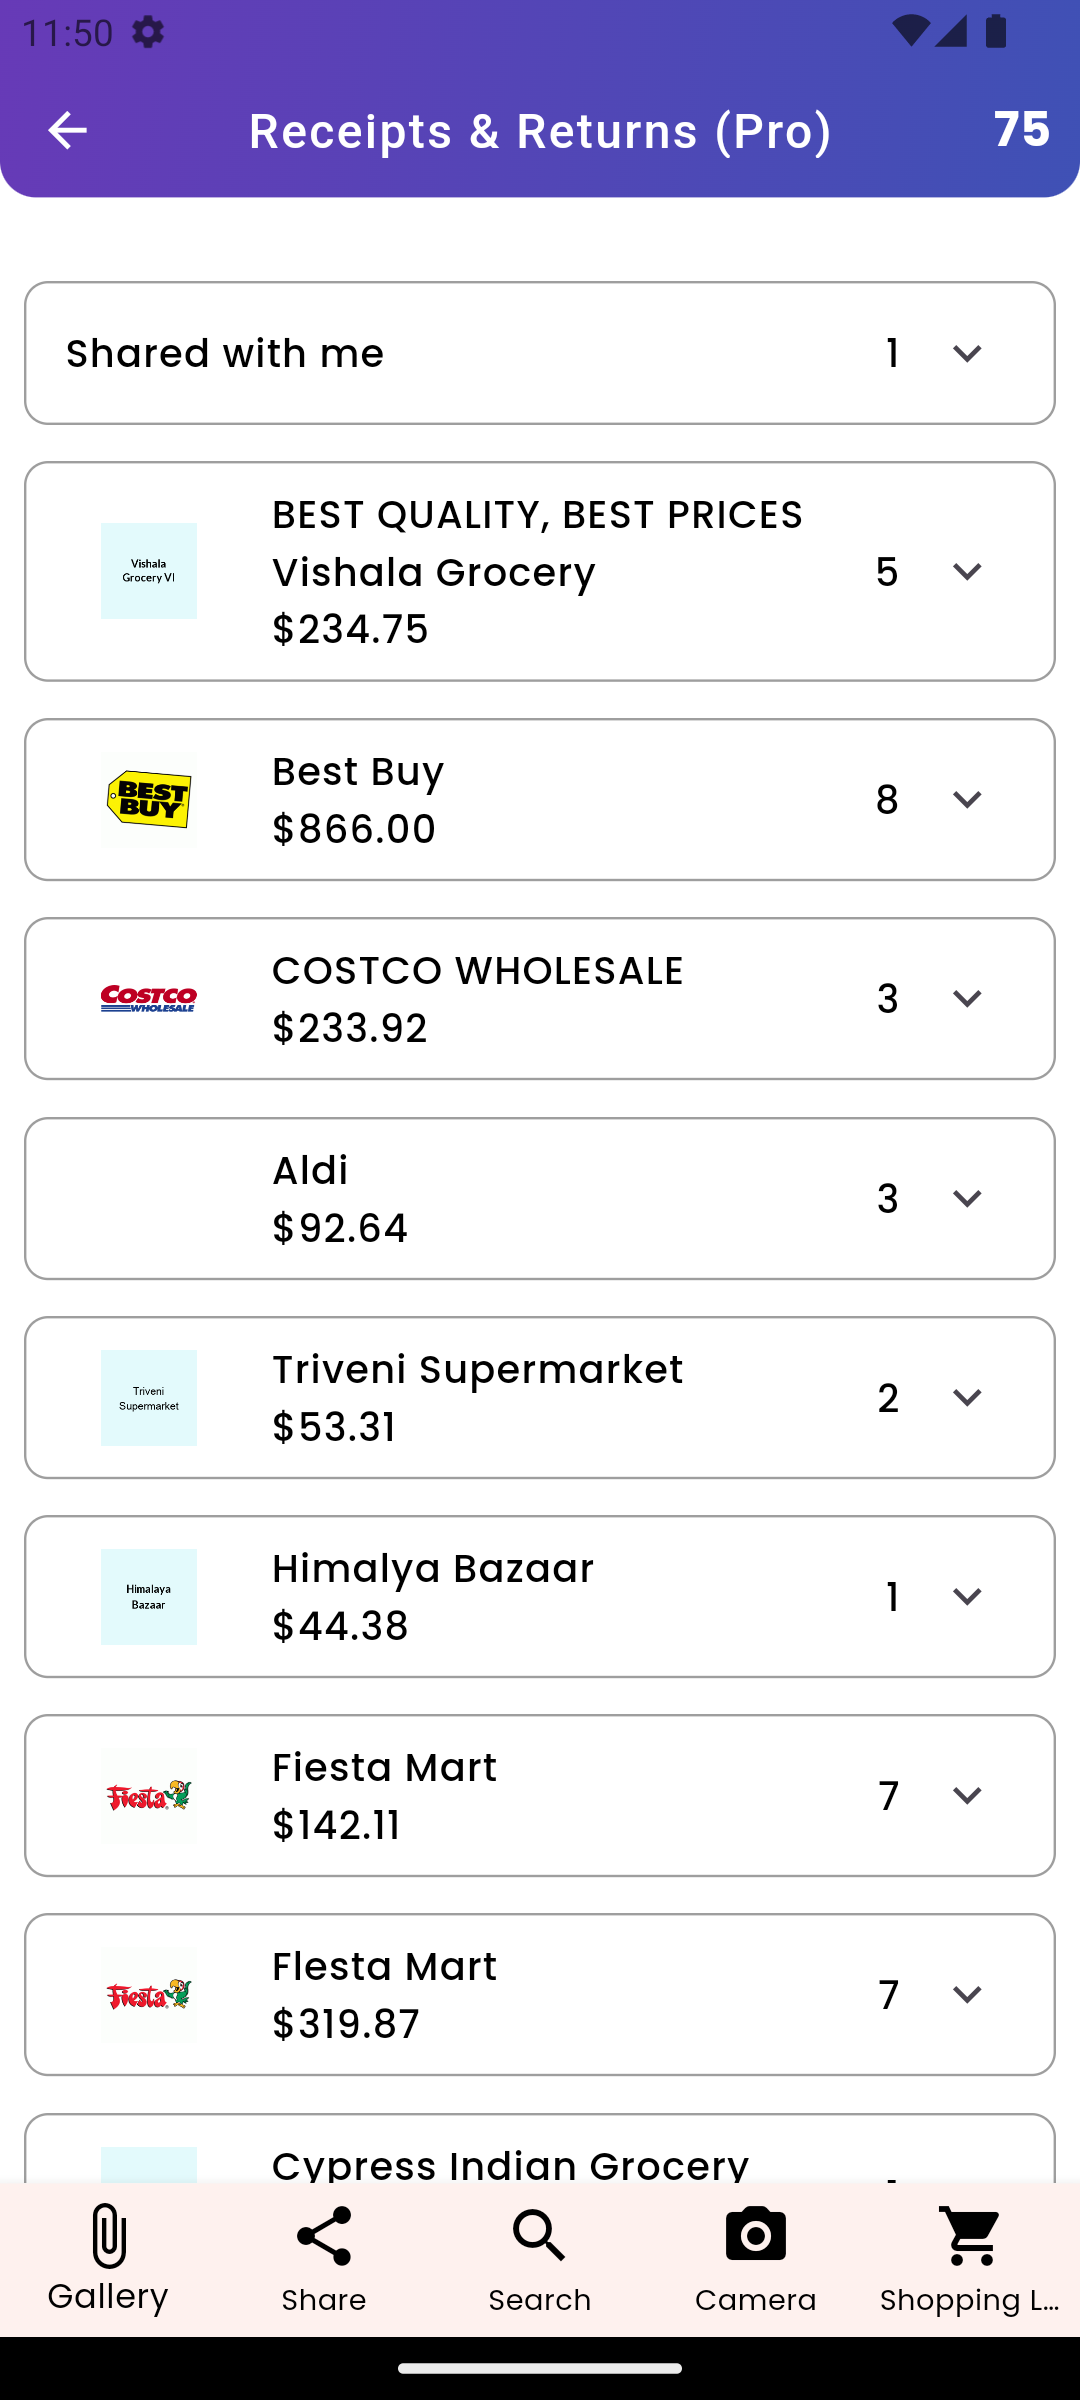 11:50
Receipts & Returns (Pro) 75
Shared with me 1
BEST QUALITY, BEST PRICES
Vishala Grocery
$234.75
5
Vishala
Grocery VI
Best Buy
$866.00
8
BEST
BUY
COSTCO WHOLESALE
$233.92
3
COSTCO
WHOLESALE
Aldi
$92.64
3
Triveni Supermarket
$53.31
2
Triveni
Supermarket
Himalya Bazaar
$44.38
1
Himalaya
Bazaar
Fiesta Mart
$142.11
7
Fiesta
Flesta Mart
$319.87
7
Fiesta
Cypress Indian Grocery
Gallery
Share
Search
Camera
Shopping L...